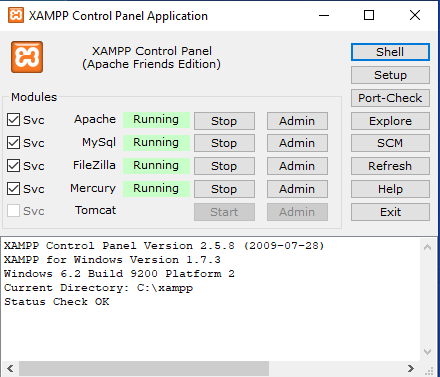 XAMPP Control Panel Application
XAMPP Control Panel
(Apache Friends Edition)
Shell
Setup
Port-Check
Explore
SCM
Refresh
Help
Exit
Modules
Svc Apache Running Stop Admin
Svc MySql Running Stop Admin
Svc FileZilla Running Stop Admin
Svc Mercury Running Stop Admin
Svc Tomcat Start Admin
XAMPP Control Panel Version 2.5.8 (2009-07-28)
XAMPP for Windows Version 1.7.3
Windows 6.2 Build 9200 Platform 2
Current Directory: C:\xampp
Status Check OK